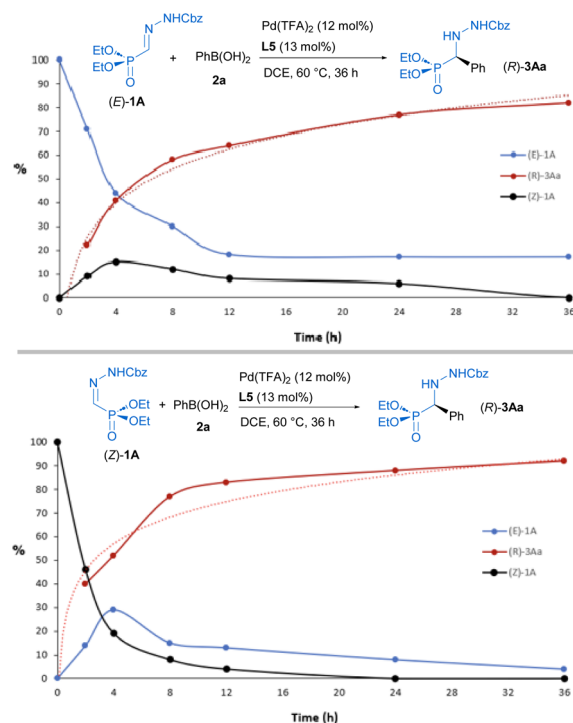 NHCbz
N
EtO
EtO
P
O
(E)-1A
+
PhB(OH)2
2a
Pd(TFA)2 (12 mol%)
L5 (13 mol%)
DCE, 60 °C, 36 h
NHCbz
HN
EtO
EtO
P
Ph
O
(R)-3Aa
100
90
80
70
60
50
40
30
20
10
0
%
(E)-1A
(R)-3Aa
(Z)-1A
0 4 8 12 16 20 24 28 32 36
Time (h)
NHCbz
N
OEt
OEt
P
O
(Z)-1A
+
PhB(OH)2
2a
Pd(TFA)2 (12 mol%)
L5 (13 mol%)
DCE, 60 °C, 36 h
NHCbz
HN
EtO
EtO
P
Ph
O
(R)-3Aa
100
90
80
70
60
50
40
30
20
10
0
%
(E)-1A
(R)-3Aa
(Z)-1A
0 4 8 12 16 20 24 28 32 36
Time (h)